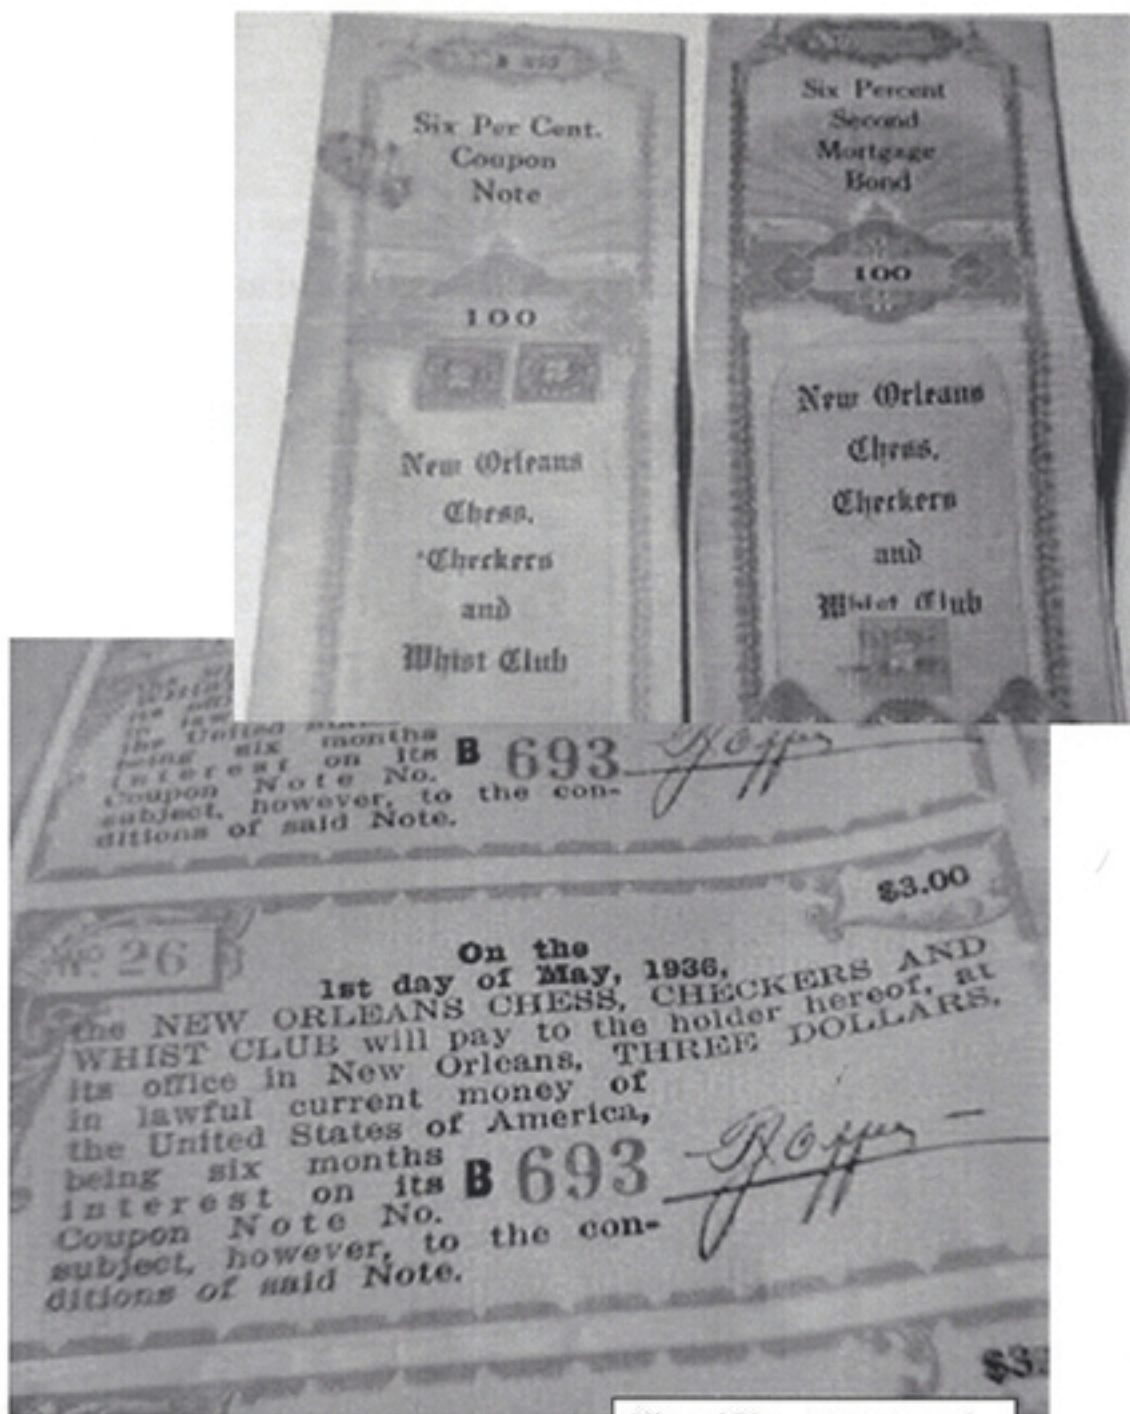 Six Per Cent.
Coupon
Note
100
New Orleans
Chess,
Checkers
and
Whist Club
Six Percent
Second
Mortgage
Bond
100
New Orleans
Chess,
Checkers
and
Whist Club
the United
being six months
interest on its
Coupon Note No. B 693
subject, however, to the con-
ditions of said Note.
$3.00
No. 26
On the
1st day of May, 1936,
the NEW ORLEANS CHESS, CHECKERS AND
WHIST CLUB will pay to the holder hereof, at
its office in New Orleans, THREE DOLLARS,
in lawful current money of
the United States of America,
being six months
interest on its B 693
Coupon Note No.
subject, however, to the con-
ditions of said Note.
$3.